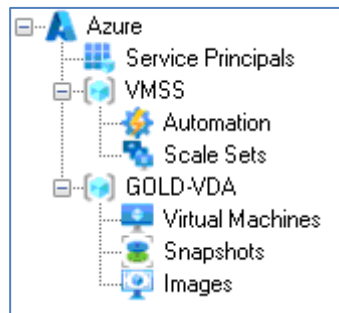 Azure
Service Principals
VMSS
Automation
Scale Sets
GOLD-VDA
Virtual Machines
Snapshots
Images